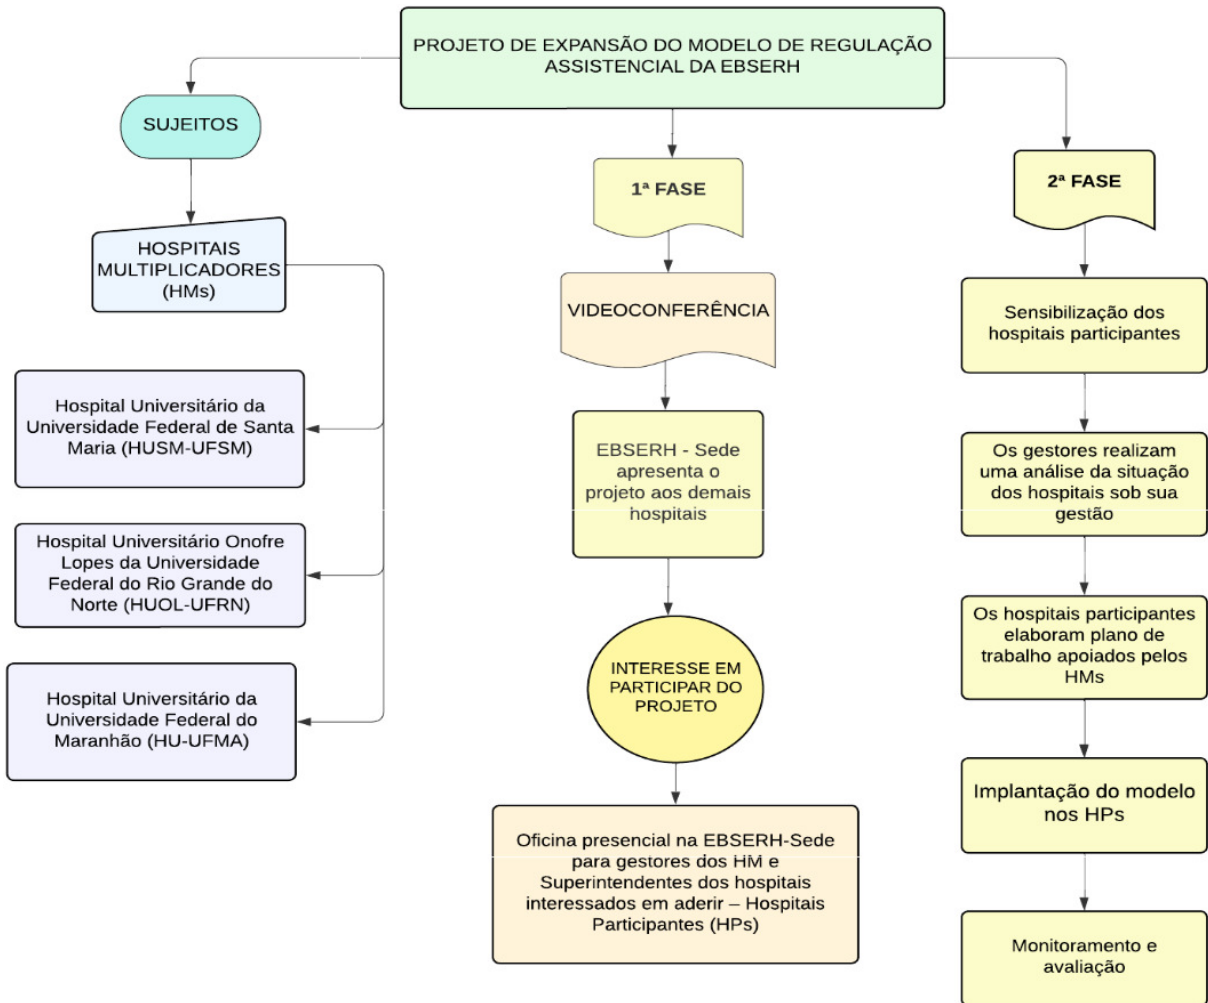 PROJETO DE EXPANSÃO DO MODELO DE REGULAÇÃO
ASSISTENCIAL DA EBSERH
SUJEITOS
HOSPITAIS
MULTIPLICADORES
(HMs)
Hospital Universitário da
Universidade Federal de Santa
Maria (HUSM-UFSM)
Hospital Universitário Onofre
Lopes da Universidade
Federal do Rio Grande do
Norte (HUOL-UFRN)
Hospital Universitário da
Universidade Federal do
Maranhão (HU-UFMA)
1ª FASE
VIDEOCONFERÊNCIA
EBSERH - Sede
apresenta o
projeto aos demais
hospitais
INTERESSE EM
PARTICIPAR DO
PROJETO
Oficina presencial na EBSERH-Sede
para gestores dos HM e
Superintendentes dos hospitais
interessados em aderir – Hospitais
Participantes (HPs)
2ª FASE
Sensibilização dos
hospitais participantes
Os gestores realizam
uma análise da situação
dos hospitais sob sua
gestão
Os hospitais participantes
elaboram plano de
trabalho apoiados pelos
HMs
Implantação do modelo
nos HPs
Monitoramento e
avaliação